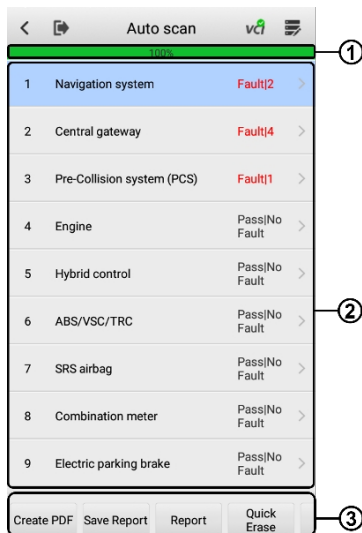 Auto scan
vci
100%
1
1 Navigation system Fault|2
2 Central gateway Fault|4
3 Pre-Collision system (PCS) Fault|1
4 Engine Pass|No
Fault
5 Hybrid control Pass|No
Fault
2
6 ABS/VSC/TRC Pass|No
Fault
7 SRS airbag Pass|No
Fault
8 Combination meter Pass|No
Fault
9 Electric parking brake Pass|No
Fault
Create PDF Save Report Report Quick
Erase
3